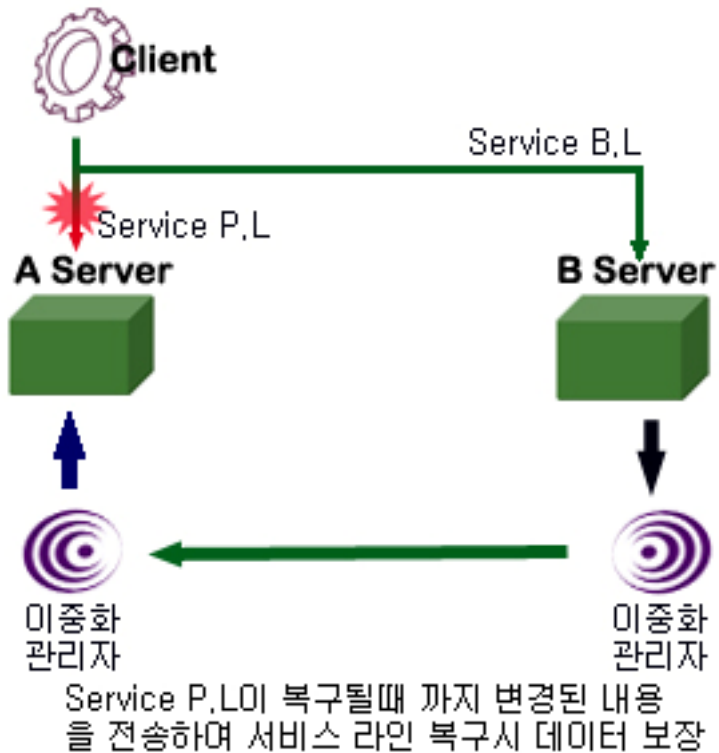 Client
Service B,L
Service P,L
A Server
B Server
이중화
관리자
이중화
관리자
Service P,L이 복구될때 까지 변경된 내용
을 전송하여 서비스 라인 복구시 데이터 보장